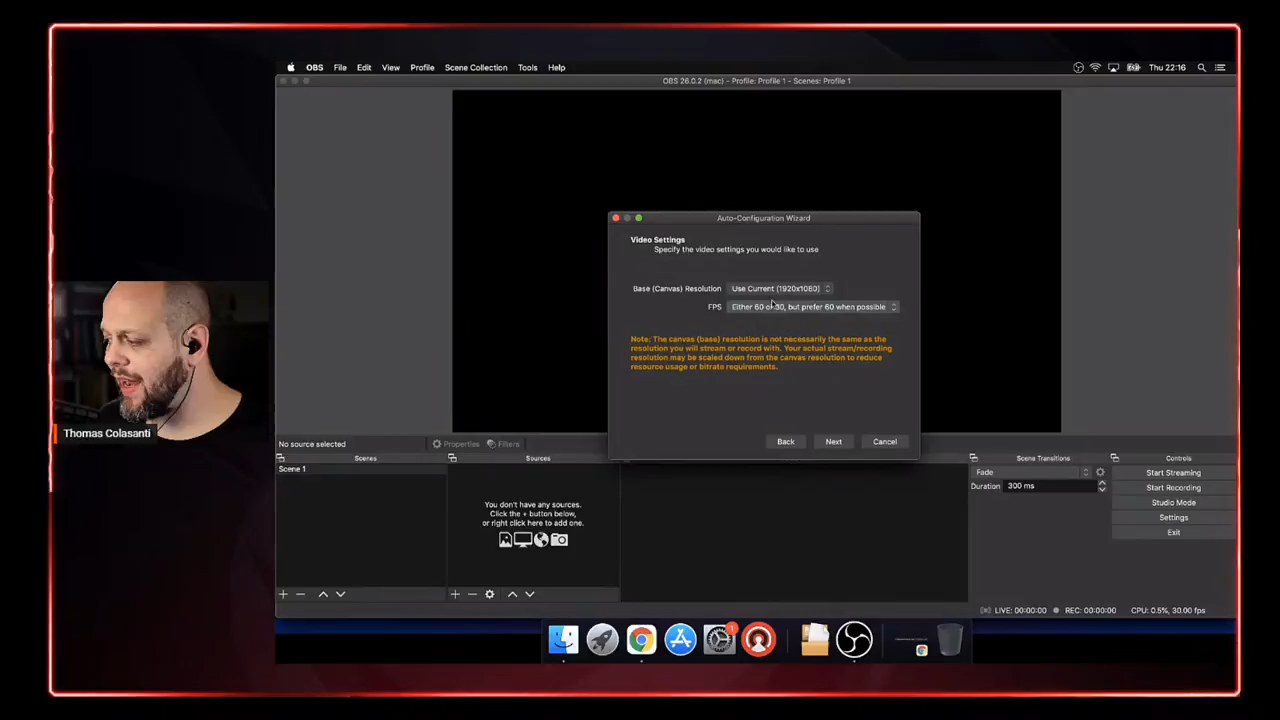 OBS File Edit View Profile Scene Collection Tools Help
Thu 22:16
OBS 26.0.2 (mac) - Profile: Profile 1 - Scenes: Profile 1
Auto-Configuration Wizard
Video Settings
Specify the video settings you would like to use
Base (Canvas) Resolution Use Current (1920x1080)
FPS Either 60 or 30, but prefer 60 when possible
Note: The canvas (base) resolution is not necessarily the same as the
resolution you will stream or record with. Your actual stream/recording
resolution may be scaled down from the canvas resolution to reduce
resource usage or bitrate requirements.
Back Next Cancel
Thomas Colasanti
No source selected Properties Filters
Scenes Sources Scene Transitions Controls
Scene 1
Fade
Duration 300 ms
Start Streaming
Start Recording
Studio Mode
Settings
Exit
You don't have any sources.
Click the + button below,
or right click here to add one.
LIVE: 00:00:00 REC: 00:00:00 CPU: 0.5%, 30.00 fps
1